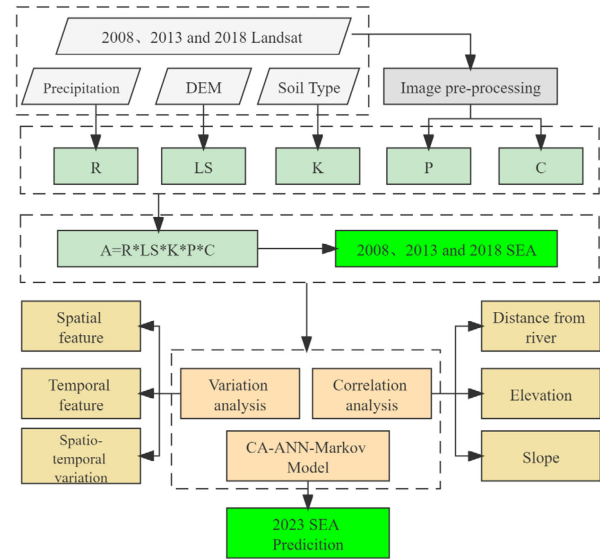 2008、2013 and 2018 Landsat
Precipitation
DEM
Soil Type
Image pre-processing
R
LS
K
P
C
A=R*LS*K*P*C
2008、2013 and 2018 SEA
Spatial
feature
Distance from
river
Temporal
feature
Variation
analysis
Correlation
analysis
Elevation
Spatio-
temporal
variation
CA-ANN-Markov
Model
Slope
2023 SEA
Predicition